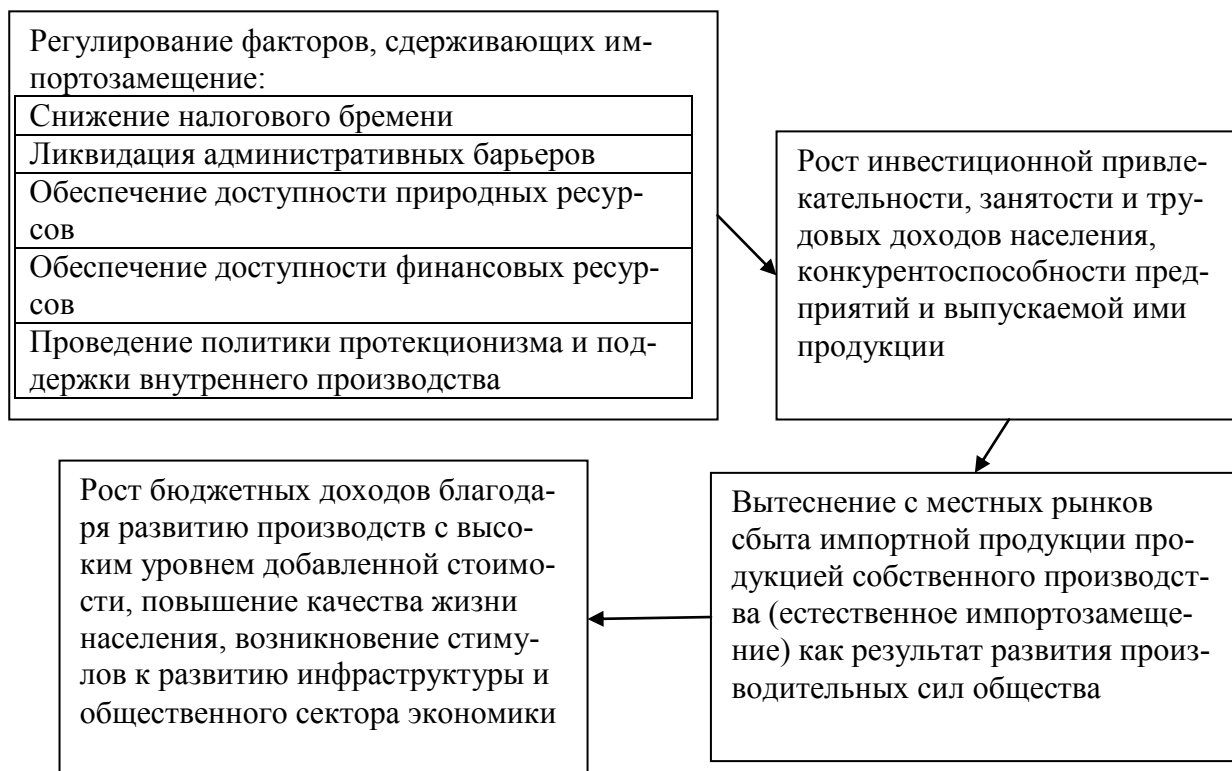 Регулирование факторов, сдерживающих им-
портозамещение:
Снижение налогового бремени
Ликвидация административных барьеров
Обеспечение доступности природных ресур-
сов
Обеспечение доступности финансовых ресур-
сов
Проведение политики протекционизма и под-
держки внутреннего производства
Рост инвестиционной привле-
кательности, занятости и тру-
довых доходов населения,
конкурентоспособности пред-
приятий и выпускаемой ими
продукции
Вытеснение с местных рынков
сбыта импортной продукции про-
дукцией собственного производст-
ва (естественное импортозамеще-
ние) как результат развития произ-
водительных сил общества
Рост бюджетных доходов благода-
ря развитию производств с высо-
ким уровнем добавленной стоимо-
сти, повышение качества жизни
населения, возникновение стиму-
лов к развитию инфраструктуры и
общественного сектора экономики